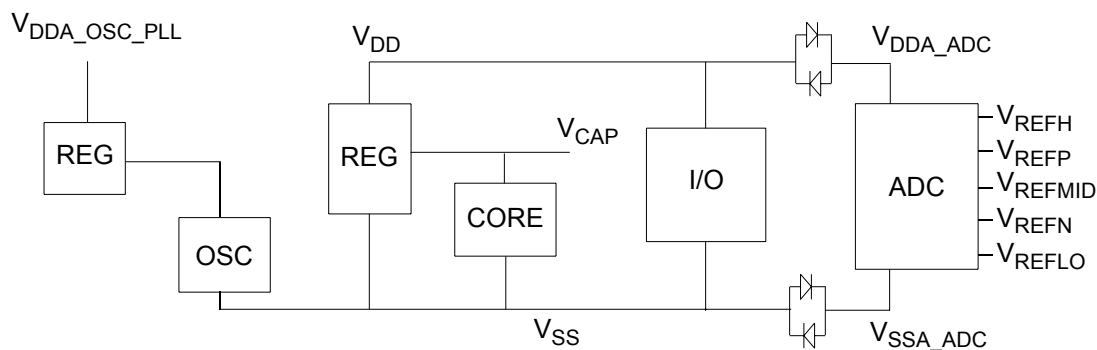 VDDA_OSC_PLL
VDD
VDDA_ADC
REG
REG
VCAP
CORE
I/O
ADC
VREFH
VREFP
VREFMID
VREFN
VREFLO
OSC
VSS
VSSA_ADC